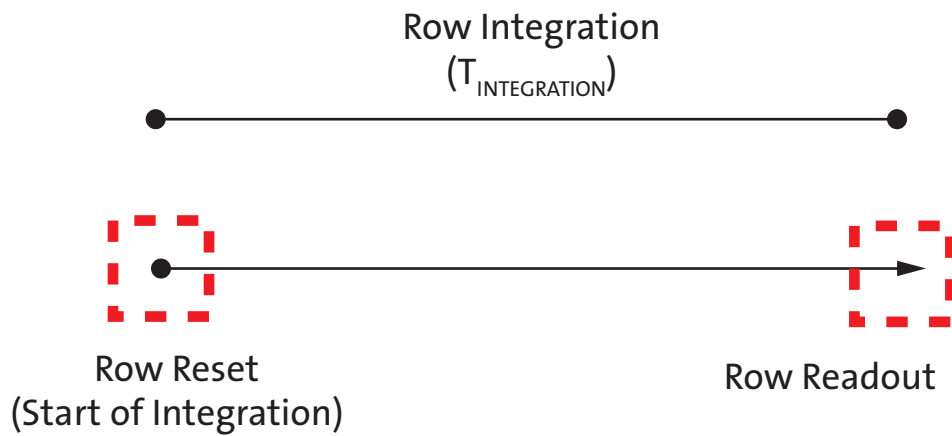 Row Integration
(T_INTEGRATION)
Row Reset
(Start of Integration)
Row Readout